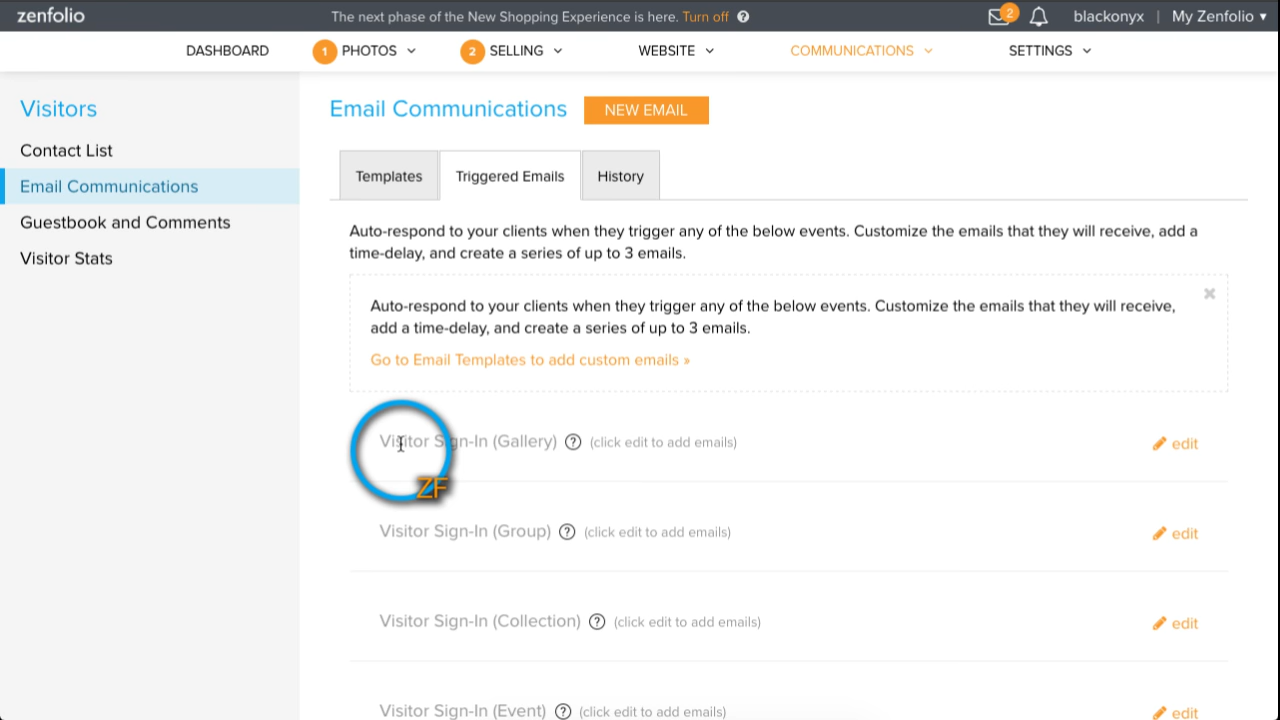 zenfolio
The next phase of the New Shopping Experience is here. Turn off ?
2
blackonyx | My Zenfolio
DASHBOARD
1 PHOTOS
2 SELLING
WEBSITE
COMMUNICATIONS
SETTINGS
Visitors
Contact List
Email Communications
Guestbook and Comments
Visitor Stats
Email Communications
NEW EMAIL
Templates
Triggered Emails
History
Auto-respond to your clients when they trigger any of the below events. Customize the emails that they will receive, add a
time-delay, and create a series of up to 3 emails.
Auto-respond to your clients when they trigger any of the below events. Customize the emails that they will receive,
add a time-delay, and create a series of up to 3 emails.
Go to Email Templates to add custom emails »
Visitor Sign-In (Gallery) ? (click edit to add emails) edit
ZF
Visitor Sign-In (Group) ? (click edit to add emails) edit
Visitor Sign-In (Collection) ? (click edit to add emails) edit
Visitor Sign-In (Event) ? (click edit to add emails) edit